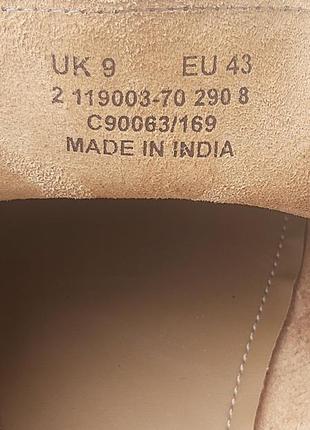 UK 9 EU 43
2 119003-70 290 8
C90063/169
MADE IN INDIA